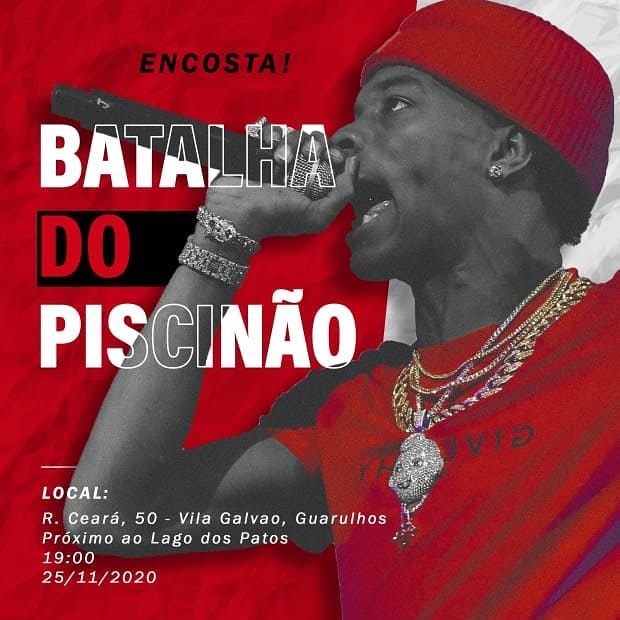 ENCOSTA!
BATALHA
DO
PISCINÃO
GIVE
LOCAL:
R. Ceará, 50 - Vila Galvao, Guarulhos
Próximo ao Lago dos Patos
19:00
25/11/2020